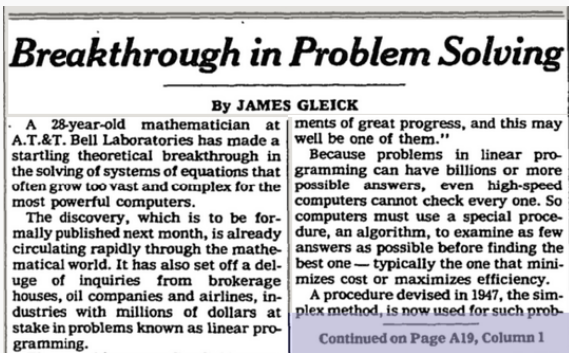 Breakthrough in Problem Solving
By JAMES GLEICK
A 28-year-old mathematician at
A.T.&T. Bell Laboratories has made a
startling theoretical breakthrough in
the solving of systems of equations that
often grow too vast and complex for the
most powerful computers.
The discovery, which is to be for-
mally published next month, is already
circulating rapidly through the mathe-
matical world. It has also set off a del-
uge of inquiries from brokerage
houses, oil companies and airlines, in-
dustries with millions of dollars at
stake in problems known as linear pro-
gramming.
ments of great progress, and this may
well be one of them."
Because problems in linear pro-
gramming can have billions or more
possible answers, even high-speed
computers cannot check every one. So
computers must use a special proce-
dure, an algorithm, to examine as few
answers as possible before finding the
best one — typically the one that mini-
mizes cost or maximizes efficiency.
A procedure devised in 1947, the sim-
plex method, is now used for such prob-
Continued on Page A19, Column 1